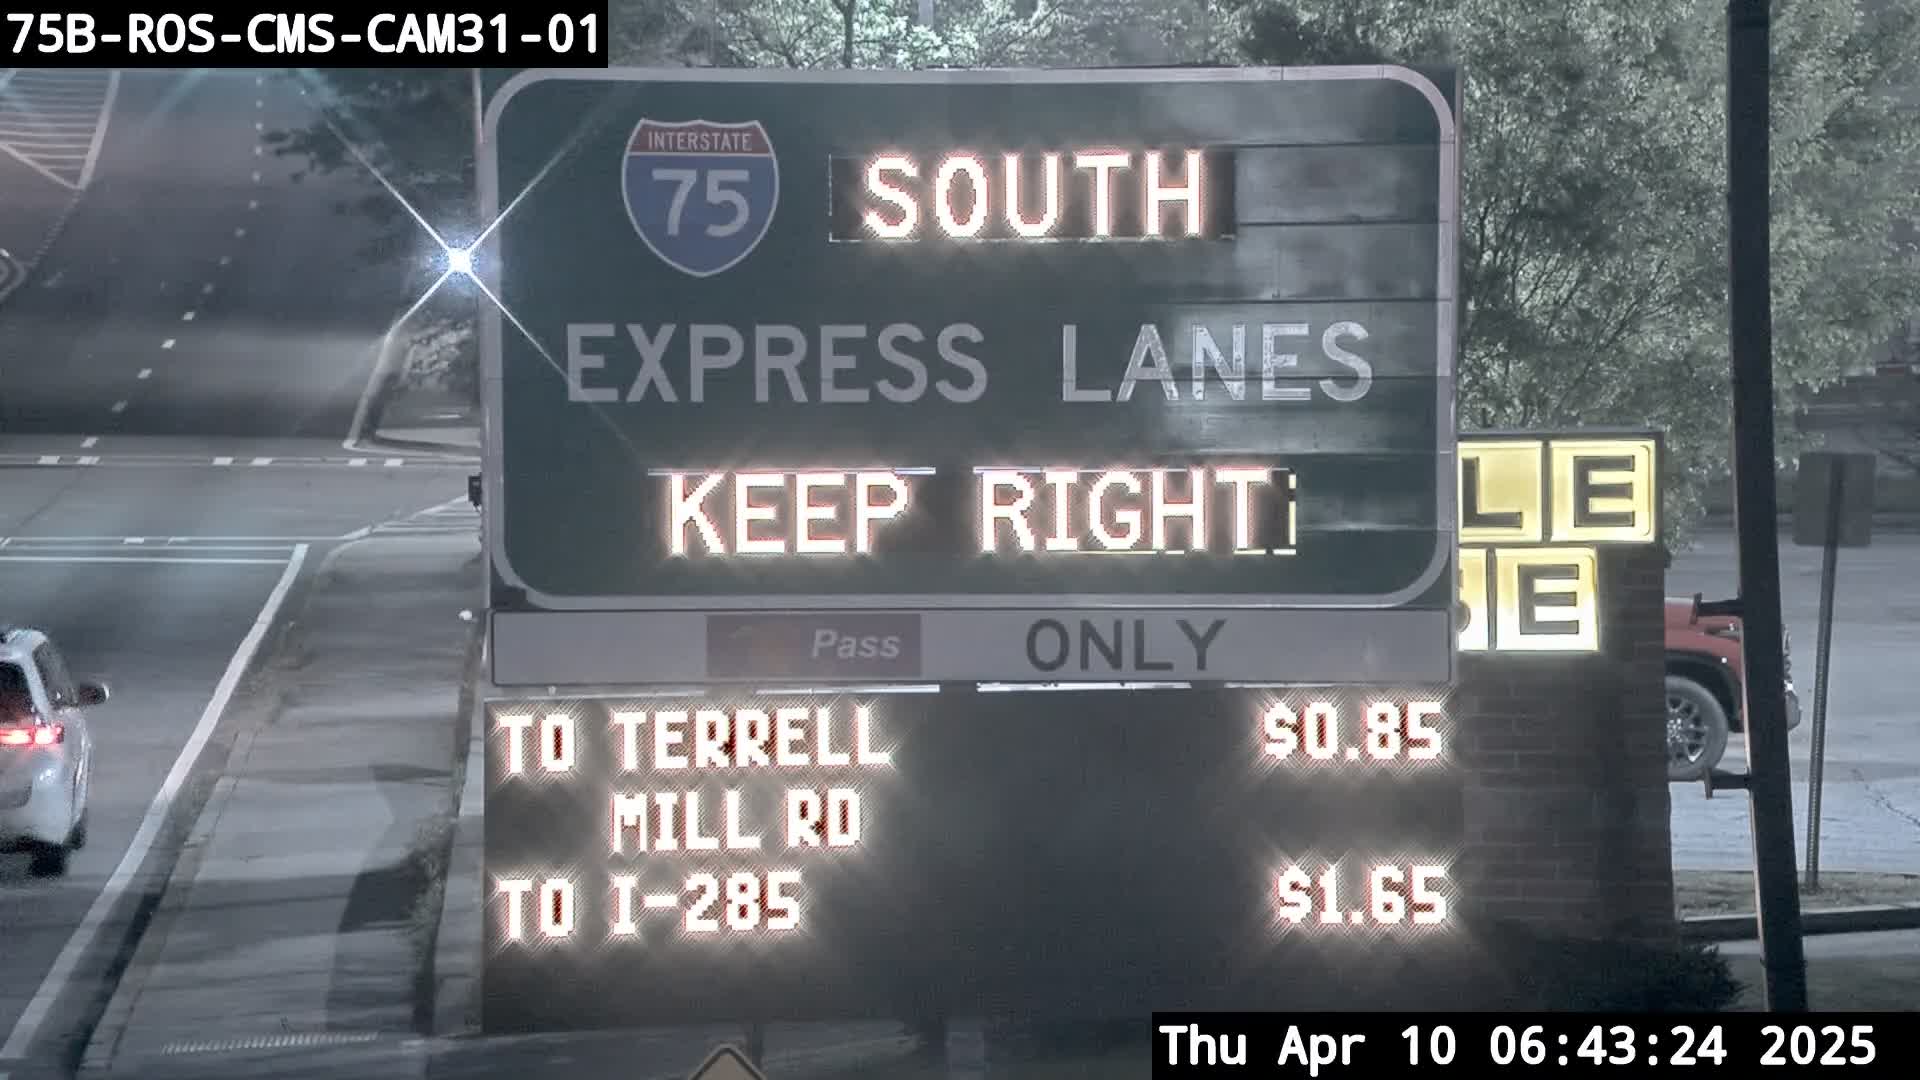 75B-ROS-CMS-CAM31-01
INTERSTATE
75
SOUTH
EXPRESS LANES
KEEP RIGHT
Pass ONLY
TO TERRELL $0.85
MILL RD
TO I-285 $1.65
LE
E
Thu Apr 10 06:43:24 2025